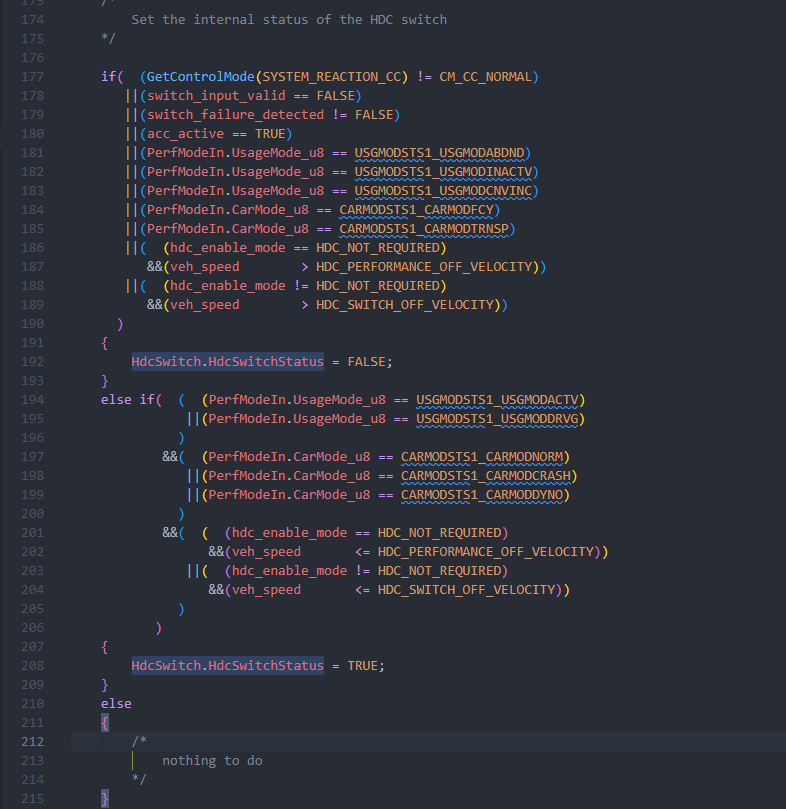 173 /*
174 Set the internal status of the HDC switch
175 */
176
177 if( (GetControlMode(SYSTEM_REACTION_CC) != CM_CC_NORMAL)
178 ||(switch_input_valid == FALSE)
179 ||(switch_failure_detected != FALSE)
180 ||(acc_active == TRUE)
181 ||(PerfModeIn.UsageMode_u8 == USGMODSTS1_USGMODABDND)
182 ||(PerfModeIn.UsageMode_u8 == USGMODSTS1_USGMODINACTV)
183 ||(PerfModeIn.UsageMode_u8 == USGMODSTS1_USGMODCNVINC)
184 ||(PerfModeIn.CarMode_u8 == CARMODSTS1_CARMODFCY)
185 ||(PerfModeIn.CarMode_u8 == CARMODSTS1_CARMODTRNSP)
186 ||( (hdc_enable_mode == HDC_NOT_REQUIRED)
187 &&(veh_speed > HDC_PERFORMANCE_OFF_VELOCITY))
188 ||( (hdc_enable_mode != HDC_NOT_REQUIRED)
189 &&(veh_speed > HDC_SWITCH_OFF_VELOCITY))
190 )
191 {
192 HdcSwitch.HdcSwitchStatus = FALSE;
193 }
194 else if( ( (PerfModeIn.UsageMode_u8 == USGMODSTS1_USGMODACTV)
195 ||(PerfModeIn.UsageMode_u8 == USGMODSTS1_USGMODDRVG)
196 )
197 &&( (PerfModeIn.CarMode_u8 == CARMODSTS1_CARMODNORM)
198 ||(PerfModeIn.CarMode_u8 == CARMODSTS1_CARMODCRASH)
199 ||(PerfModeIn.CarMode_u8 == CARMODSTS1_CARMODDYNO)
200 )
201 &&( ( (hdc_enable_mode == HDC_NOT_REQUIRED)
202 &&(veh_speed <= HDC_PERFORMANCE_OFF_VELOCITY))
203 ||( (hdc_enable_mode != HDC_NOT_REQUIRED)
204 &&(veh_speed <= HDC_SWITCH_OFF_VELOCITY))
205 )
206 )
207 {
208 HdcSwitch.HdcSwitchStatus = TRUE;
209 }
210 else
211 {
212 /*
213 nothing to do
214 */
215 }